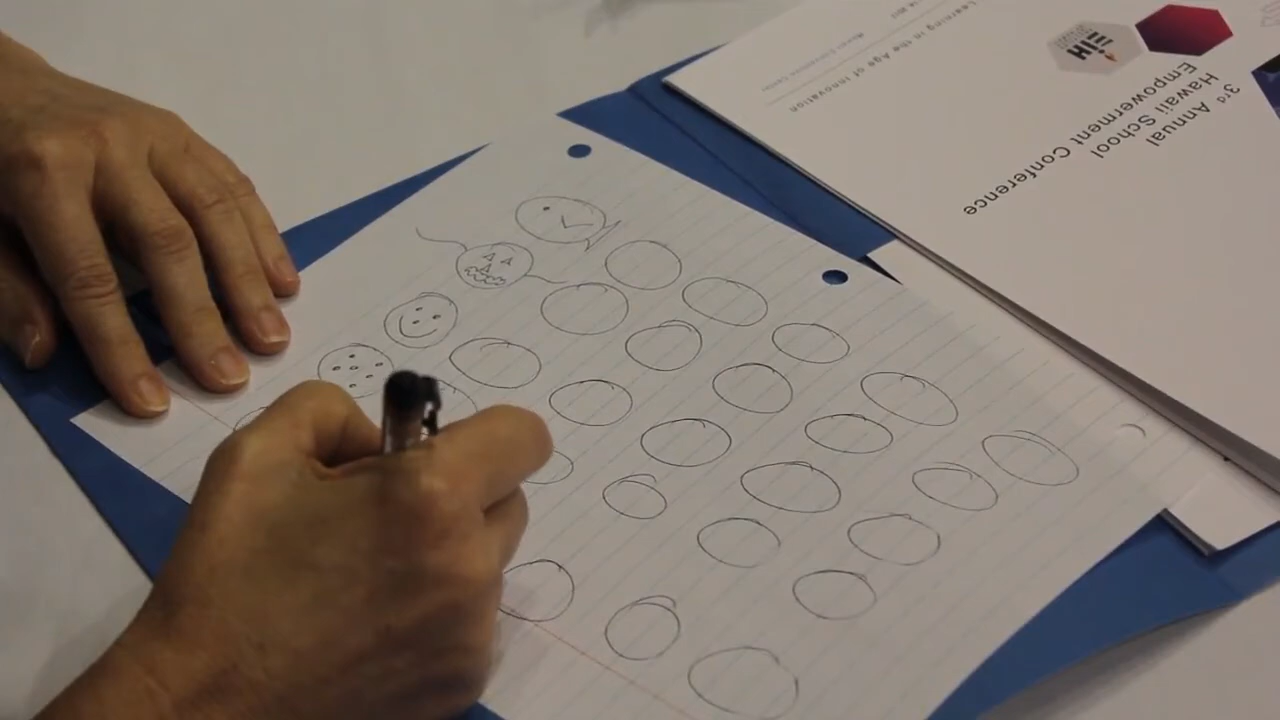 3rd Annual
Hawaii School
Empowerment Conference
Learning in the Age of Innovation